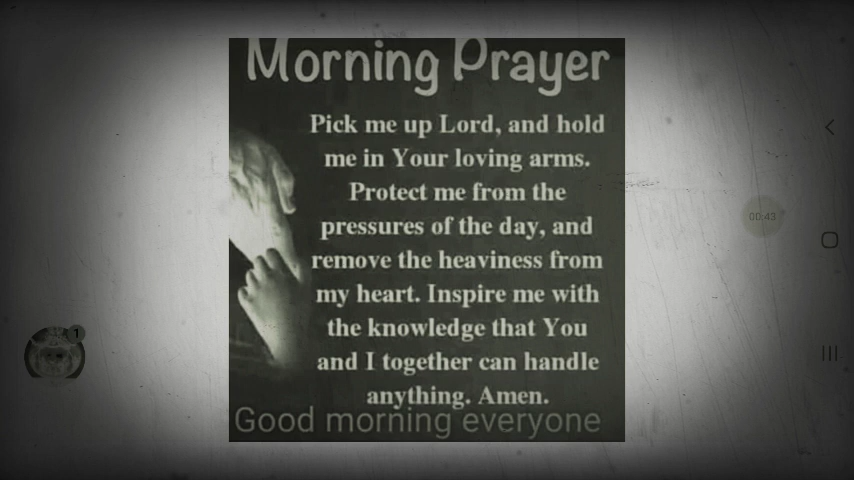 Morning Prayer
Pick me up Lord, and hold
me in Your loving arms.
Protect me from the
pressures of the day, and
remove the heaviness from
my heart. Inspire me with
the knowledge that You
and I together can handle
anything. Amen.
Good morning everyone
00:43
1